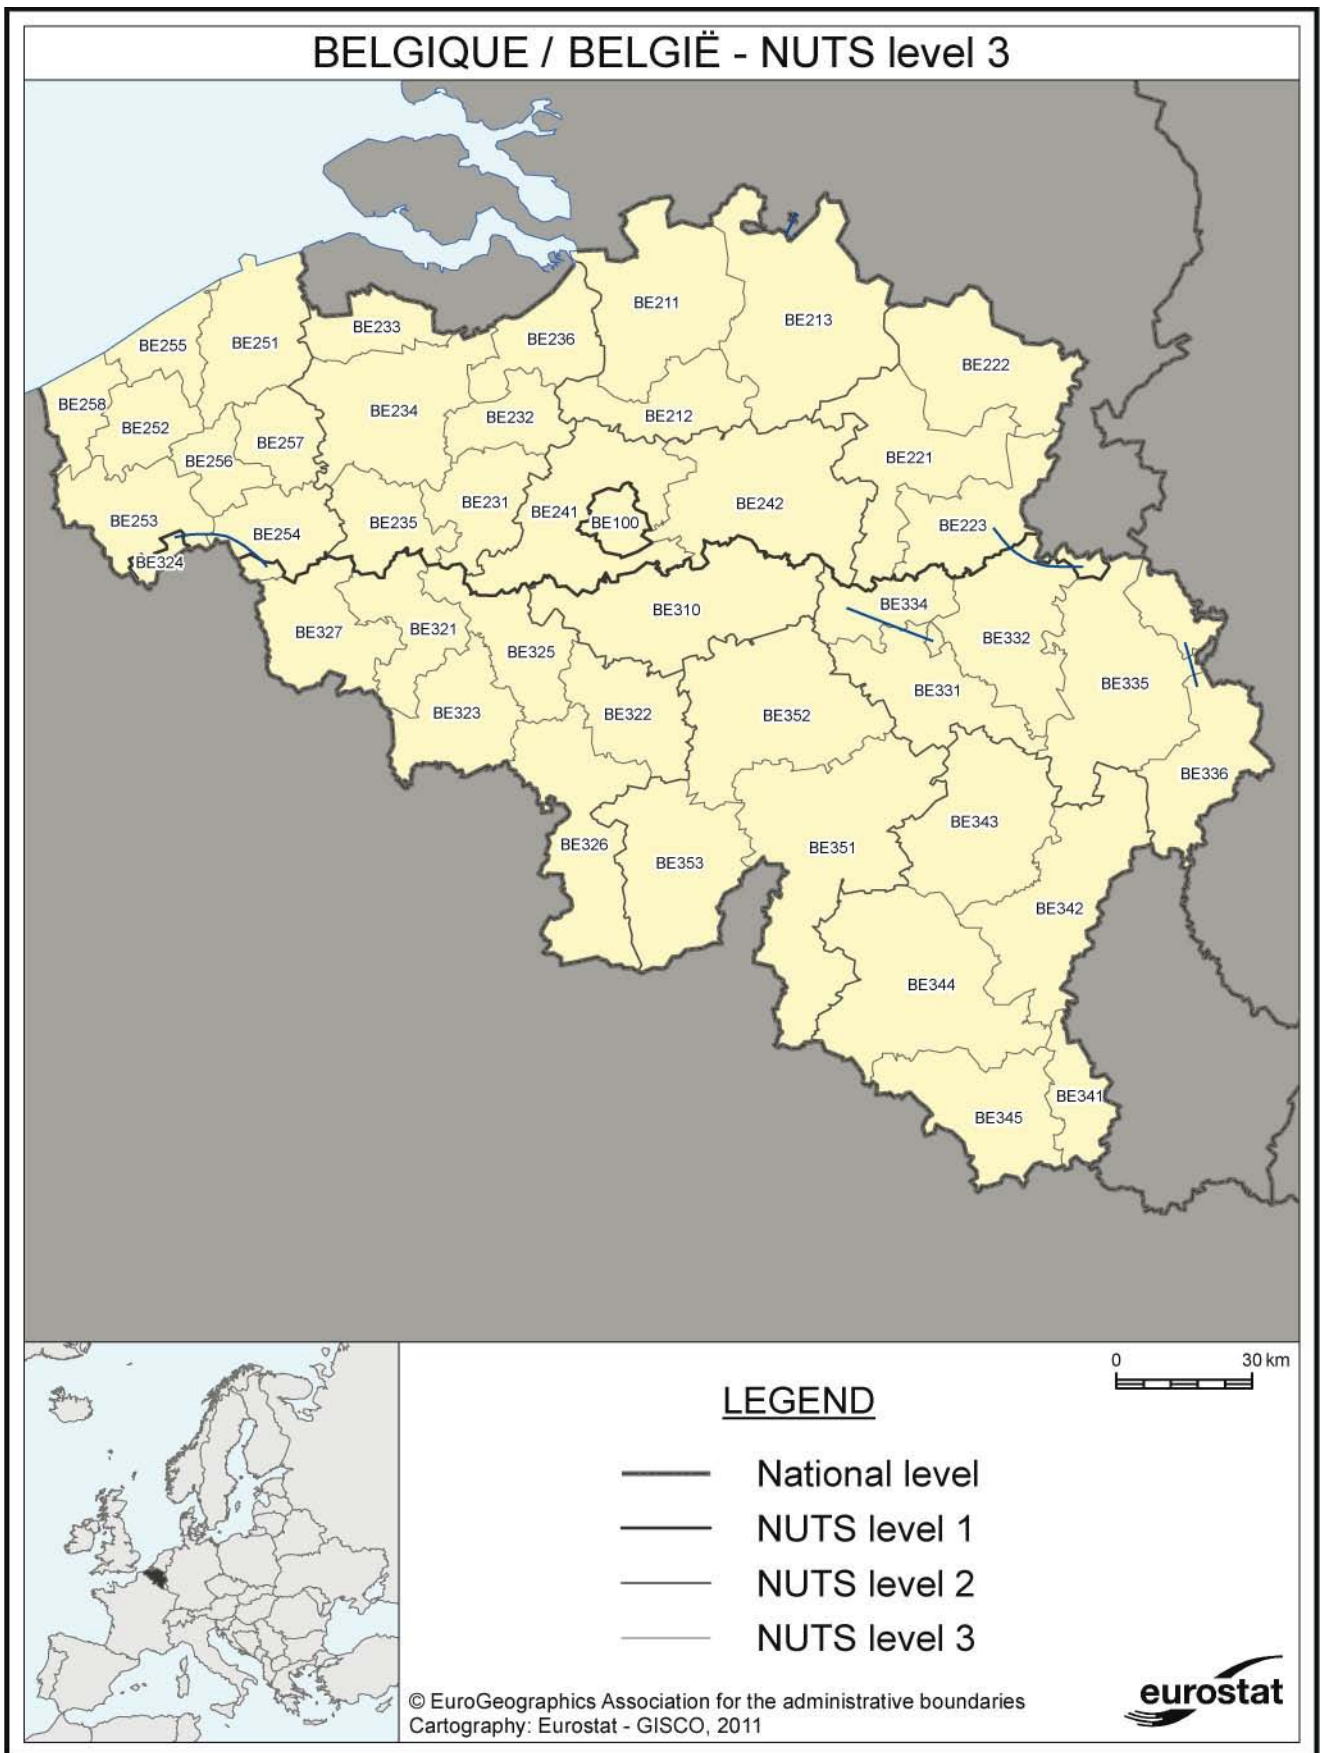 BELGIQUE / BELGIË - NUTS level 3
BE211
BE213
BE233
BE236
BE255
BE251
BE222
BE258
BE234
BE252
BE232
BE212
BE257
BE256
BE221
BE231
BE242
BE241
BE253
BE235
BE100
BE223
BE254
BE324
BE334
BE310
BE327
BE321
BE332
BE325
BE335
BE331
BE323
BE322
BE352
BE336
BE343
BE326
BE351
BE353
BE342
BE344
BE341
BE345
0 30 km
LEGEND
National level
NUTS level 1
NUTS level 2
NUTS level 3
© EuroGeographics Association for the administrative boundaries
Cartography: Eurostat - GISCO, 2011
eurostat